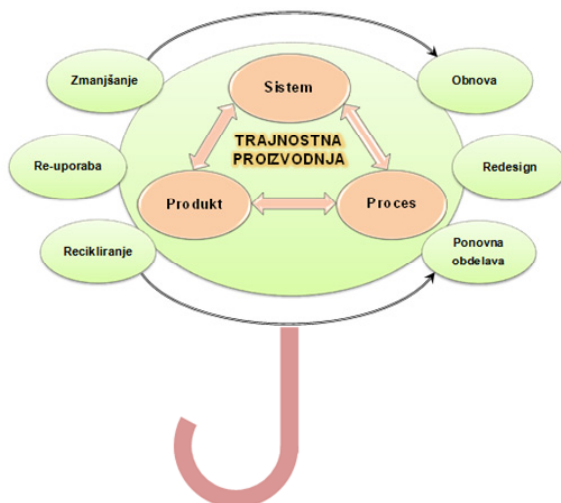 Zmanjšanje
Sistem
Obnova
TRAJNOSTNA
PROIZVODNJA
Re-uporaba
Redesign
Produkt
Proces
Recikliranje
Ponovna
obdelava